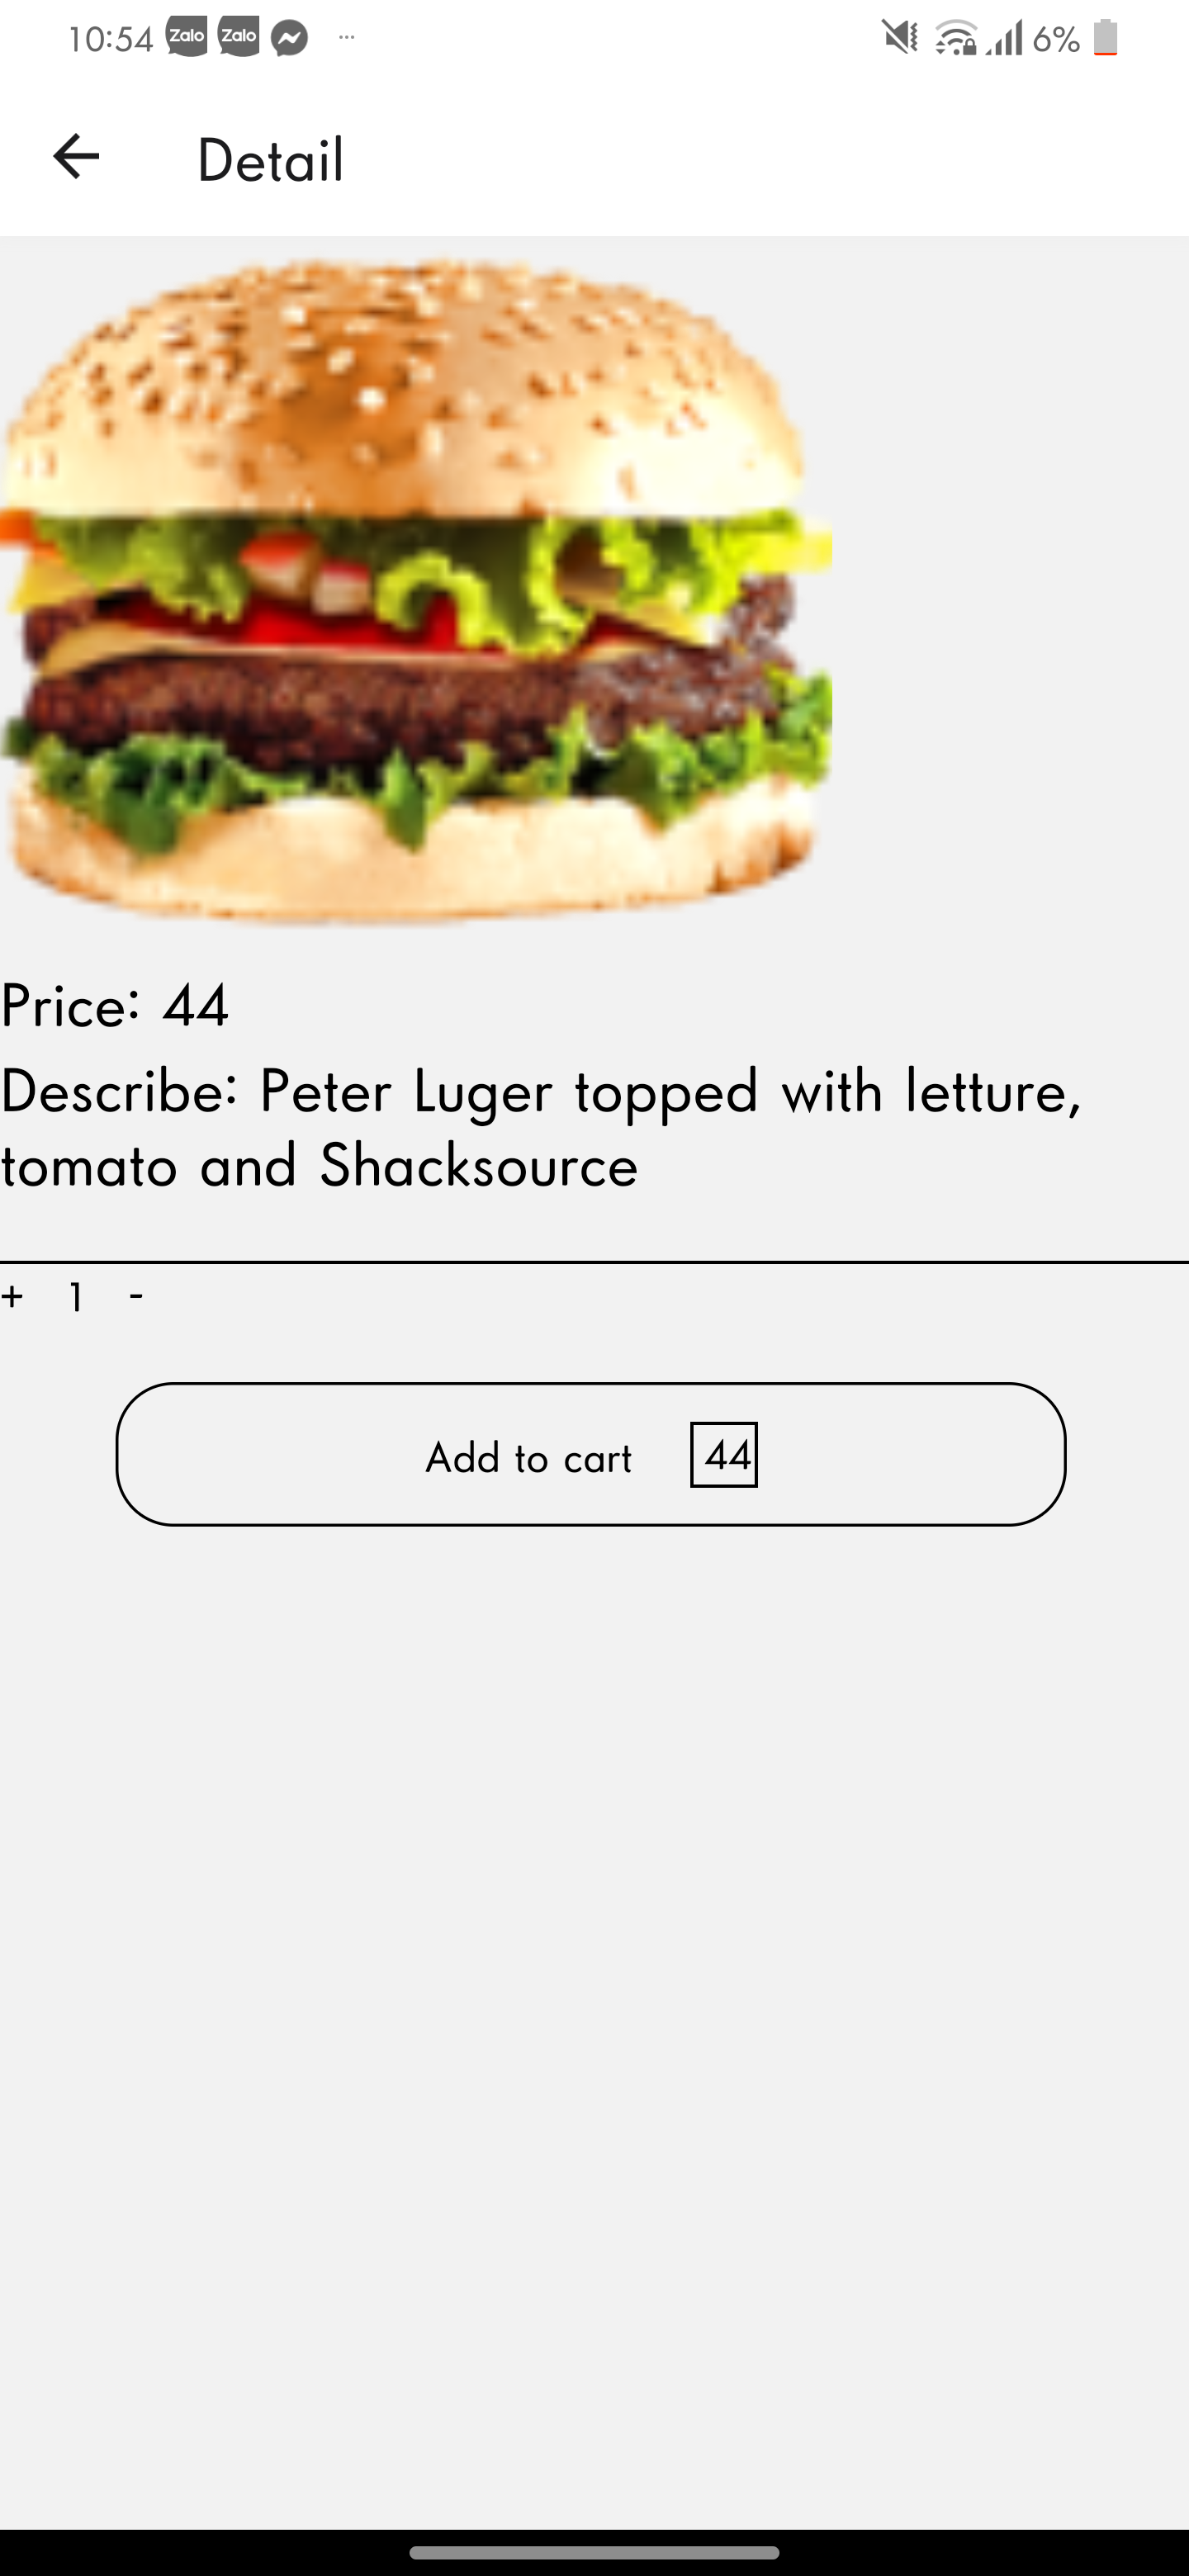 10:54 Zalo Zalo ... 6%
Detail
Price: 44
Describe: Peter Luger topped with letture,
tomato and Shacksource
+ 1 -
Add to cart 44